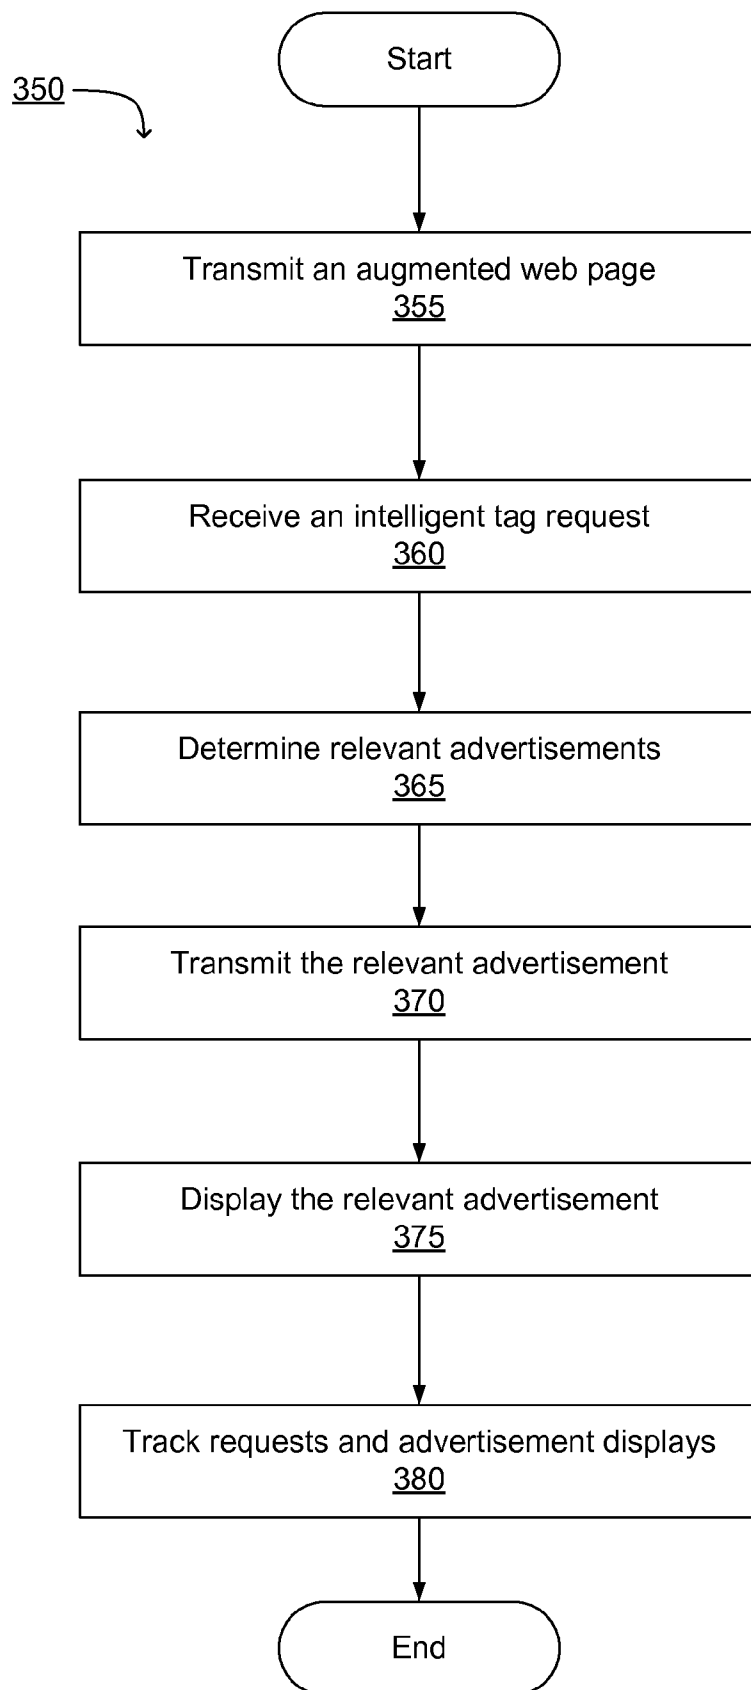 Start
350
Transmit an augmented web page
355
Receive an intelligent tag request
360
Determine relevant advertisements
365
Transmit the relevant advertisement
370
Display the relevant advertisement
375
Track requests and advertisement displays
380
End